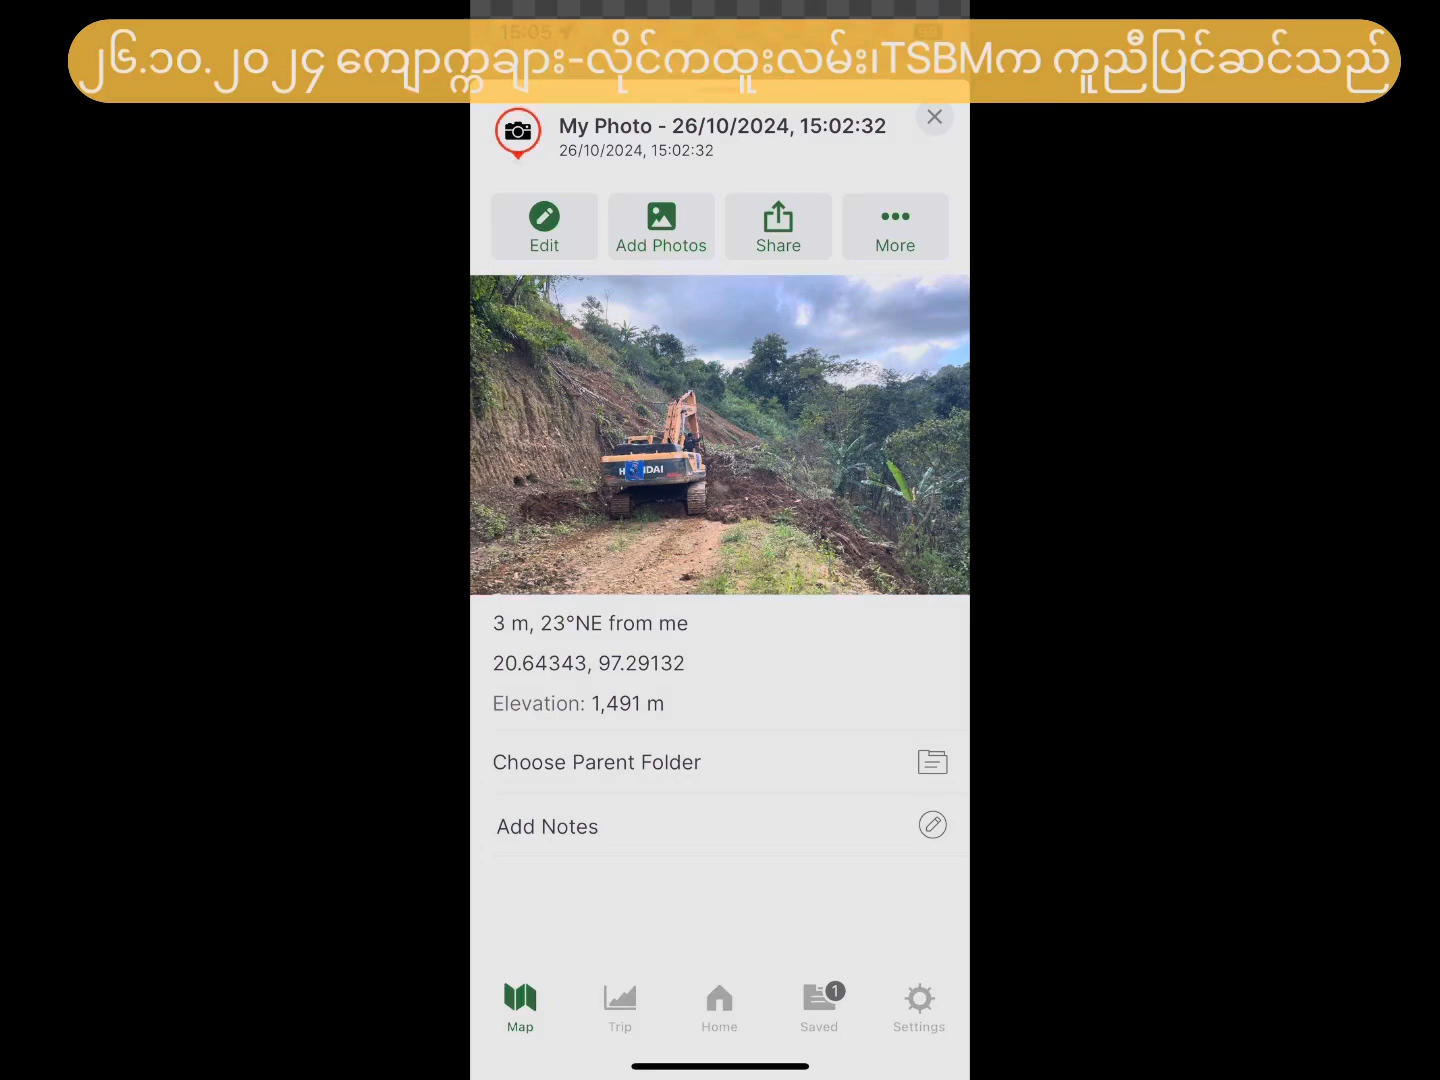 ၂၆.၁၀.၂၀၂၄ ကျောက္ကချား-လိုင်ကထူးလမ်း၊TSBMက ကူညီပြင်ဆင်သည်
15:05
My Photo - 26/10/2024, 15:02:32
26/10/2024, 15:02:32
Edit
Add Photos
Share
More
3 m, 23°NE from me
20.64343, 97.29132
Elevation: 1,491 m
Choose Parent Folder
Add Notes
1
Map
Trip
Home
Saved
Settings